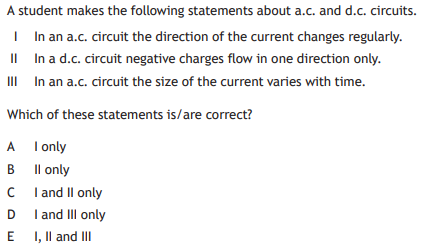 A student makes the following statements about a.c. and d.c. circuits.
I In an a.c. circuit the direction of the current changes regularly.
II In a d.c. circuit negative charges flow in one direction only.
III In an a.c. circuit the size of the current varies with time.
Which of these statements is/are correct?
A I only
B II only
C I and II only
D I and III only
E I, II and III